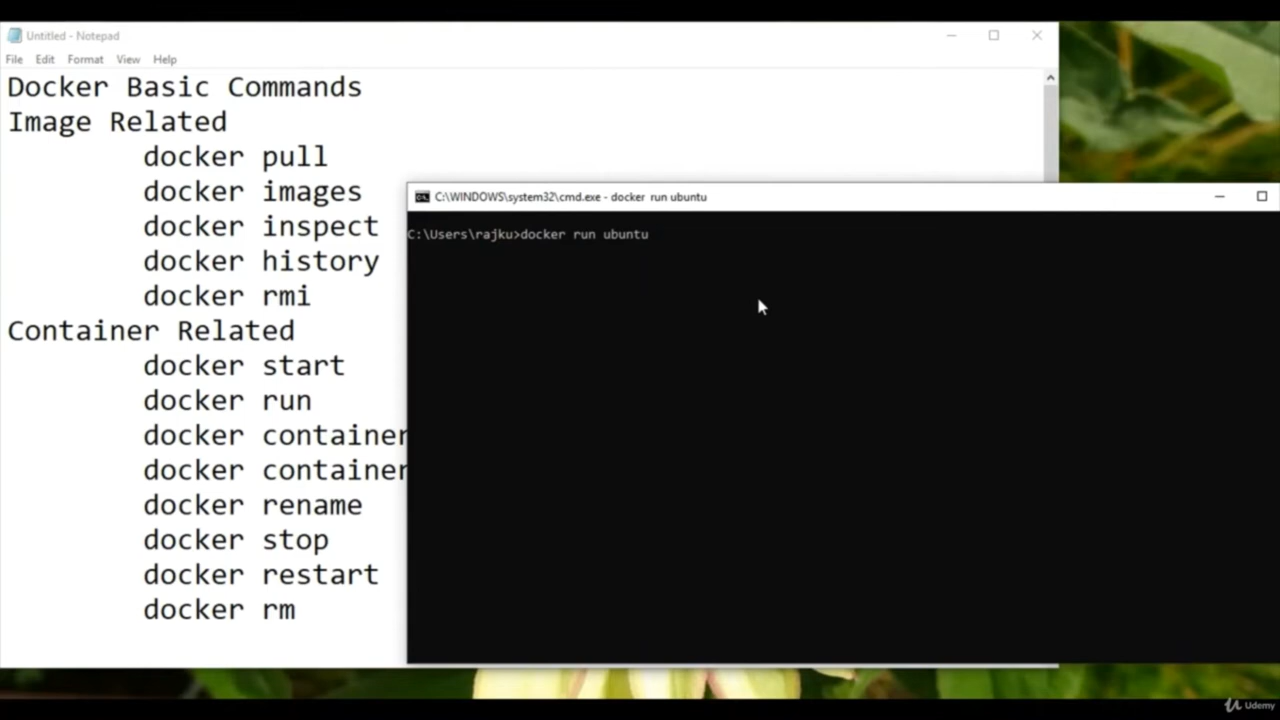 Untitled - Notepad
File Edit Format View Help
Docker Basic Commands
Image Related
docker pull
docker images
docker inspect
docker history
docker rmi
Container Related
docker start
docker run
docker container
docker container
docker rename
docker stop
docker restart
docker rm
C:\WINDOWS\system32\cmd.exe - docker run ubuntu
C:\Users\rajku>docker run ubuntu
Udemy